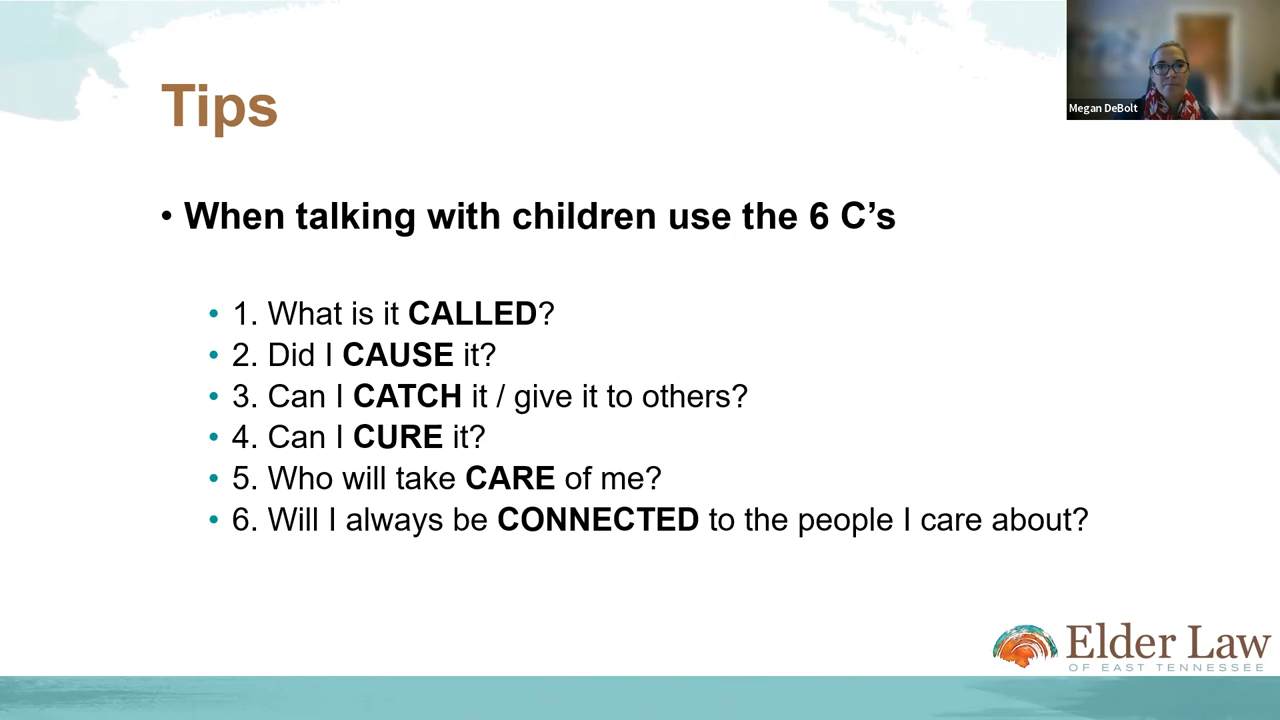 Megan DeBolt
Tips
• When talking with children use the 6 C’s
• 1. What is it CALLED?
• 2. Did I CAUSE it?
• 3. Can I CATCH it / give it to others?
• 4. Can I CURE it?
• 5. Who will take CARE of me?
• 6. Will I always be CONNECTED to the people I care about?
Elder Law
OF EAST TENNESSEE